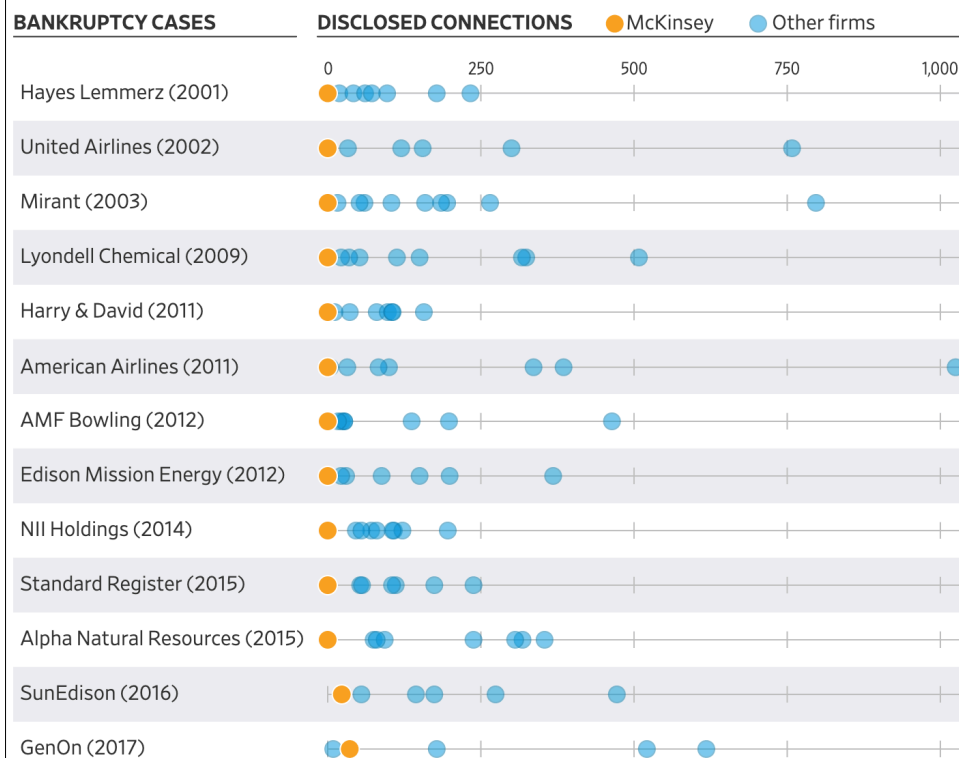 BANKRUPTCY CASES DISCLOSED CONNECTIONS McKinsey Other firms
0 250 500 750 1,000
Hayes Lemmerz (2001)
United Airlines (2002)
Mirant (2003)
Lyondell Chemical (2009)
Harry & David (2011)
American Airlines (2011)
AMF Bowling (2012)
Edison Mission Energy (2012)
NII Holdings (2014)
Standard Register (2015)
Alpha Natural Resources (2015)
SunEdison (2016)
GenOn (2017)